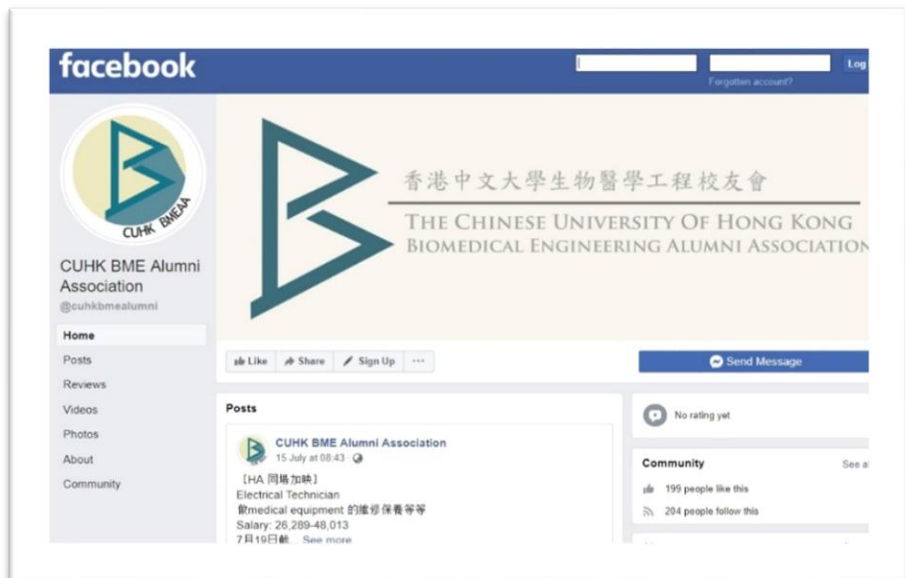 facebook
Log
Forgotten account?
CUHK BMEAA
CUHK BME Alumni
Association
@cuhkbmealumni
Home
Posts
Reviews
Videos
Photos
About
Community
香港中文大學生物醫學工程校友會
THE CHINESE UNIVERSITY OF HONG KONG
BIOMEDICAL ENGINEERING ALUMNI ASSOCIATION
Like Share Sign Up ...
Send Message
Posts
CUHK BME Alumni Association
15 July at 08:43 ·
[HA 同場加映]
Electrical Technician
做medical equipment 的維修保養等等
Salary: 26,289-48,013
7月19日截... See more
No rating yet
Community
See al
199 people like this
204 people follow this